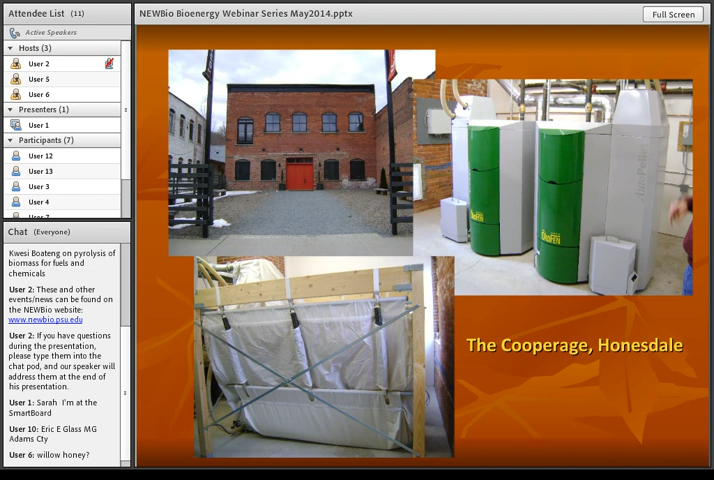 Attendee List (11)
NEWBio Bioenergy Webinar Series May2014.pptx
Full Screen
Active Speakers
Hosts (3)
User 2
User 5
User 6
Presenters (1)
User 1
Participants (7)
User 12
User 13
User 3
User 4
User 7
Chat (Everyone)
Kwesi Boateng on pyrolysis of
biomass for fuels and
chemicals
User 2: These and other
events/news can be found on
the NEWBio website:
www.newbio.psu.edu
User 2: If you have questions
during the presentation,
please type them into the
chat pod, and our speaker will
address them at the end of
his presentation.
User 1: Sarah I'm at the
SmartBoard
User 10: Eric E Glass MG
Adams Cty
User 6: willow honey?
ÖkoFEN
The Cooperage, Honesdale